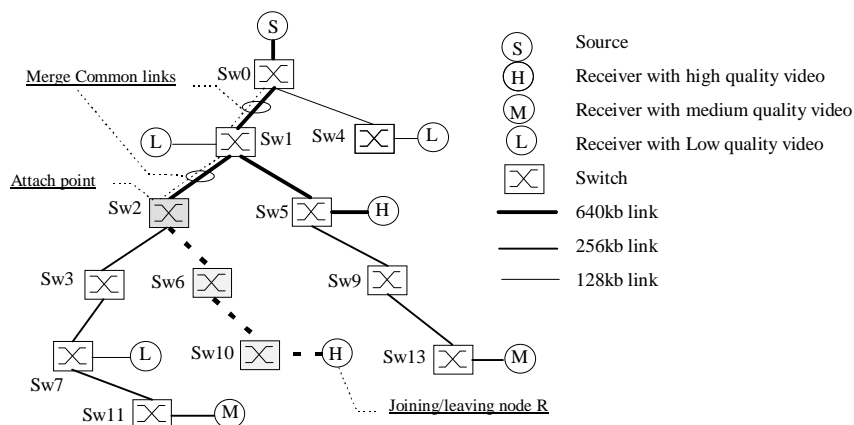 S
Source
Sw0
H
Receiver with high quality video
Merge Common links
M
Receiver with medium quality video
L
Sw1
Sw4
L
L
Receiver with Low quality video
Attach point
Switch
Sw2
Sw5
H
640kb link
256kb link
Sw3
Sw6
Sw9
128kb link
L
Sw10
H
Sw13
M
Sw7
Sw11
M
Joining/leaving node R